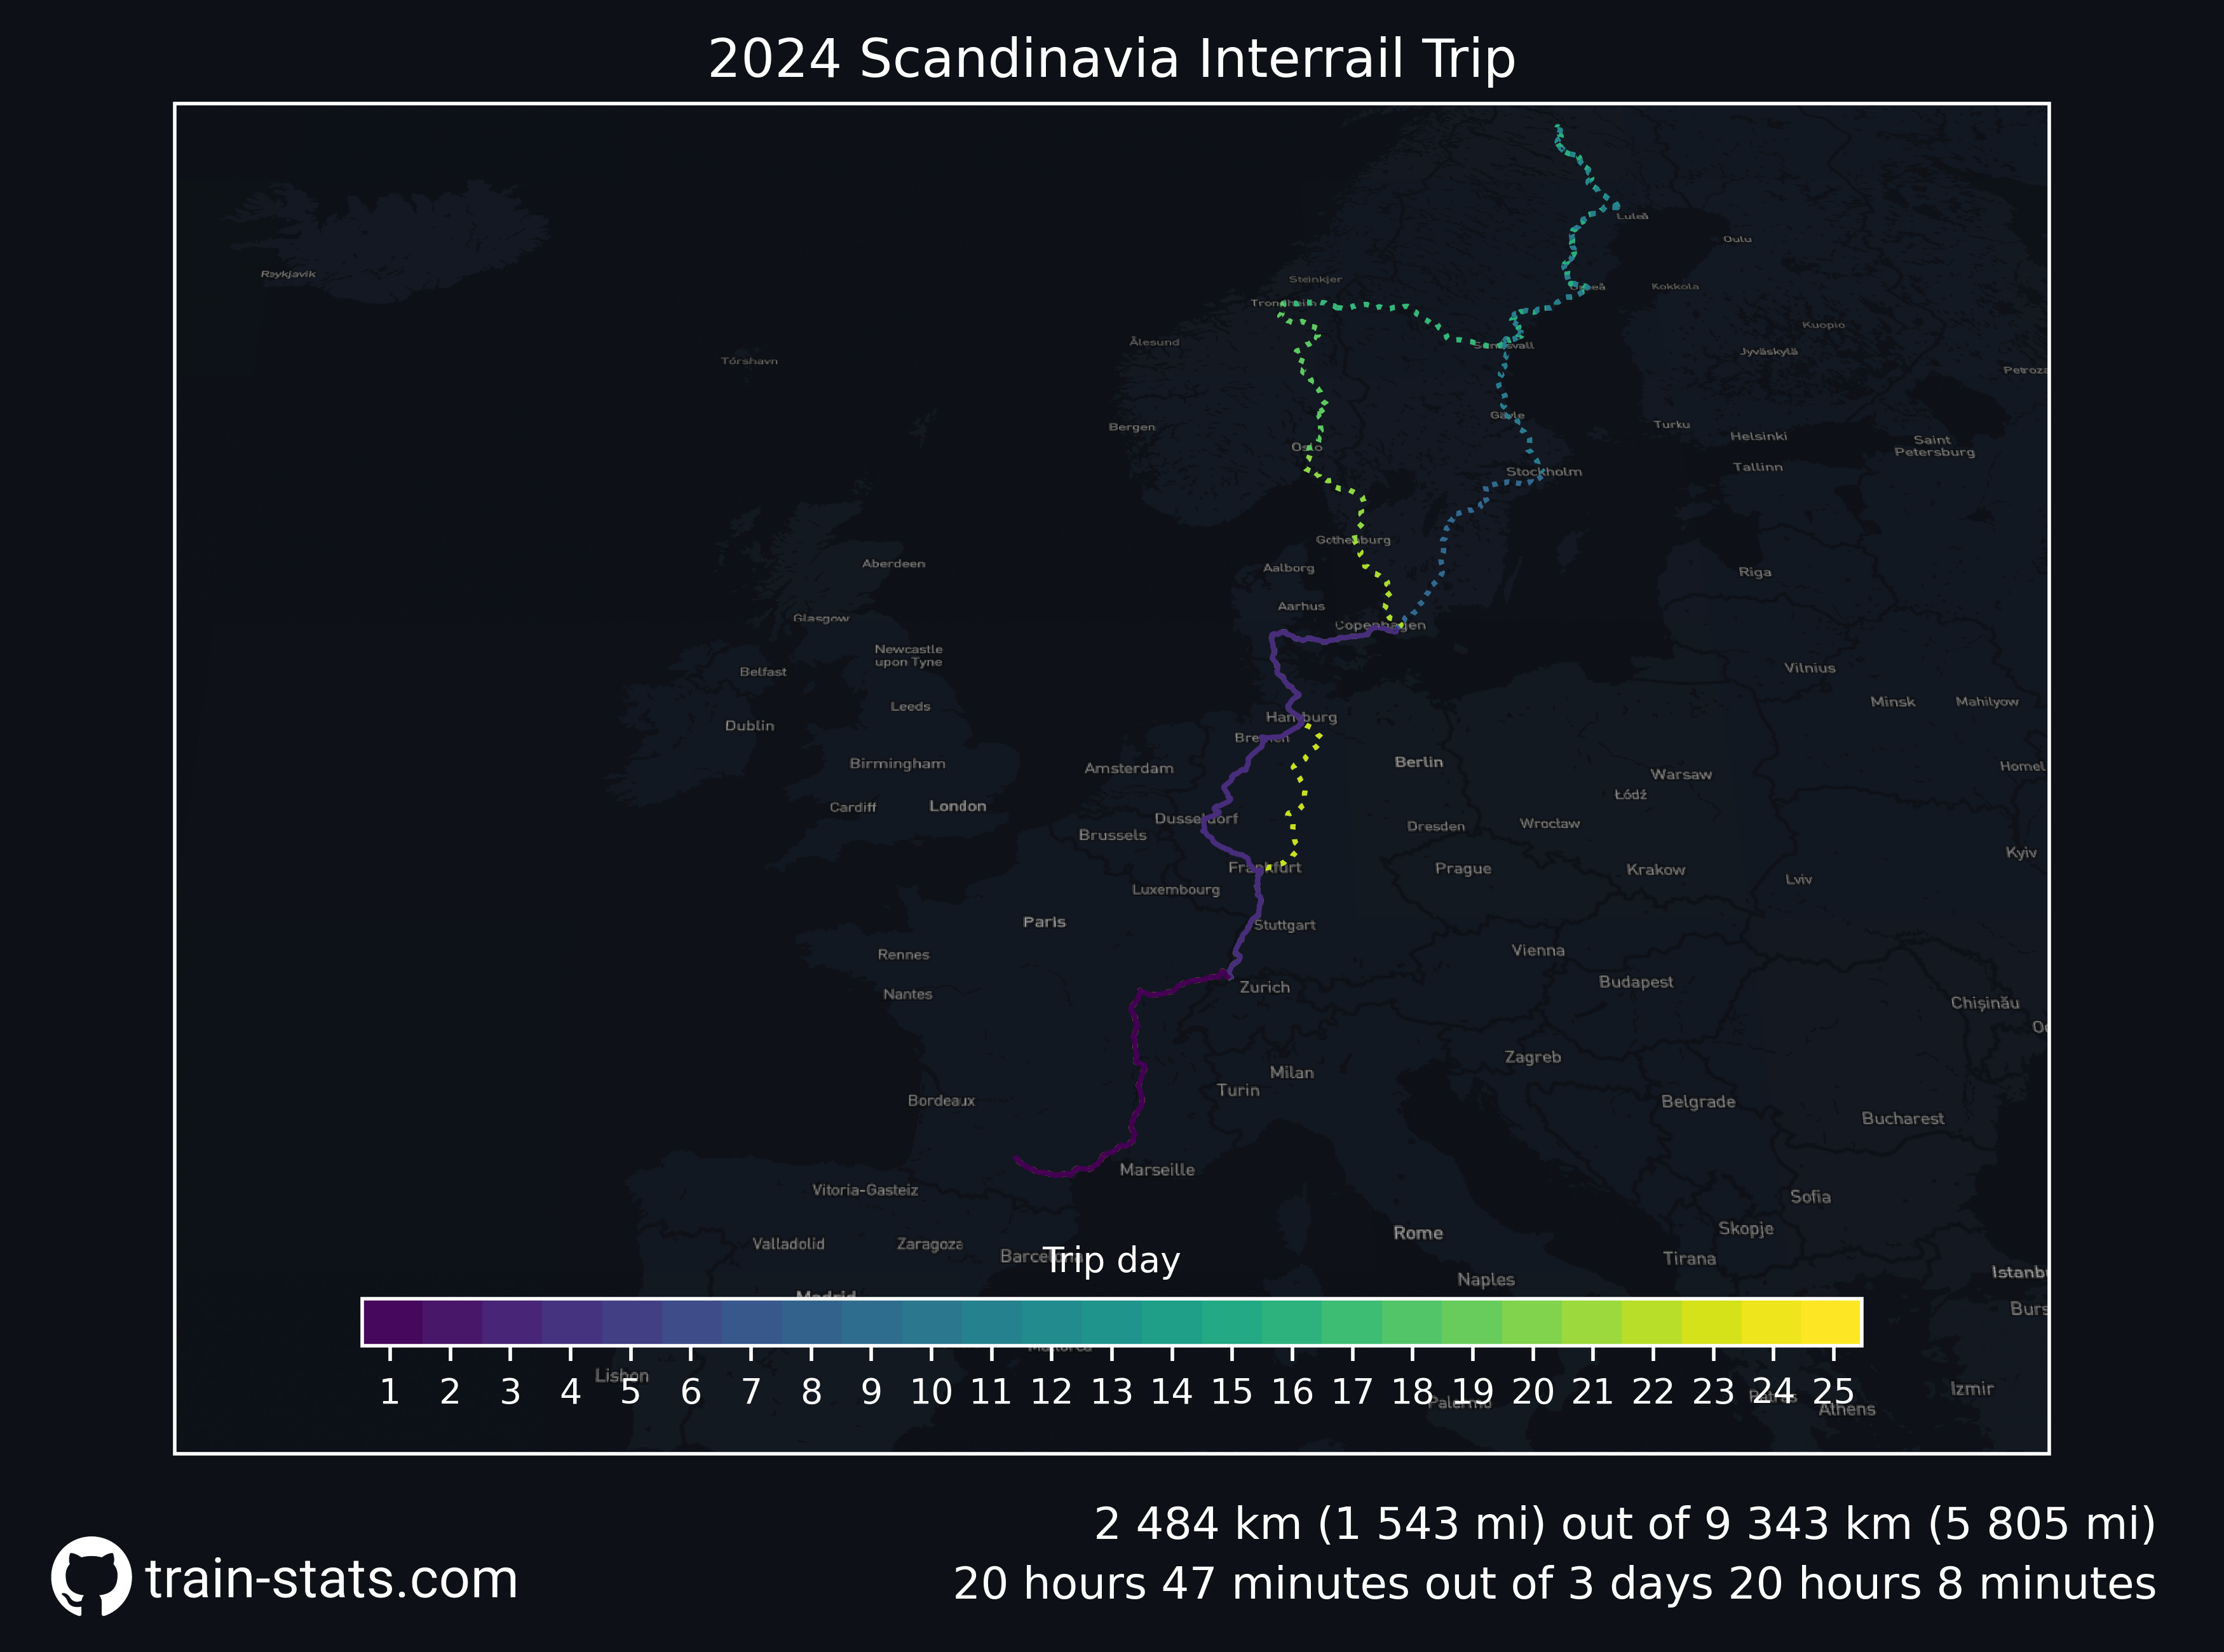 2024 Scandinavia Interrail Trip
Reykjavik
Luleå
Oulu
Steinkjer
Umeå
Kokkola
Trondheim
Kuopio
Ålesund
Sundsvall
Jyväskylä
Tórshavn
Petroza
Gävle
Bergen
Turku
Helsinki
Saint
Petersburg
Oslo
Stockholm
Tallinn
Gothenburg
Aberdeen
Aalborg
Riga
Aarhus
Glasgow
Copenhagen
Newcastle
upon Tyne
Belfast
Vilnius
Leeds
Minsk
Mahilyow
Dublin
Hamburg
Bremen
Birmingham
Amsterdam
Berlin
Warsaw
Homel
Łódź
Cardiff
London
Dusseldorf
Brussels
Dresden
Wrocław
Kyiv
Frankfurt
Prague
Krakow
Lviv
Luxembourg
Paris
Stuttgart
Rennes
Vienna
Nantes
Zurich
Budapest
Chișinău
Zagreb
Milan
Turin
Bordeaux
Belgrade
Bucharest
Marseille
Vitoria-Gasteiz
Sofia
Skopje
Valladolid
Zaragoza
Barcelona
Rome
Tirana
Trip day
Naples
Istanbu
Madrid
Burs
Mallorca
Lisbon
1 2 3 4 5 6 7 8 9 10 11 12 13 14 15 16 17 18 19 20 21 22 23 24 25
Palermo
Patras
Athens
Izmir
2 484 km (1 543 mi) out of 9 343 km (5 805 mi)
train-stats.com
20 hours 47 minutes out of 3 days 20 hours 8 minutes